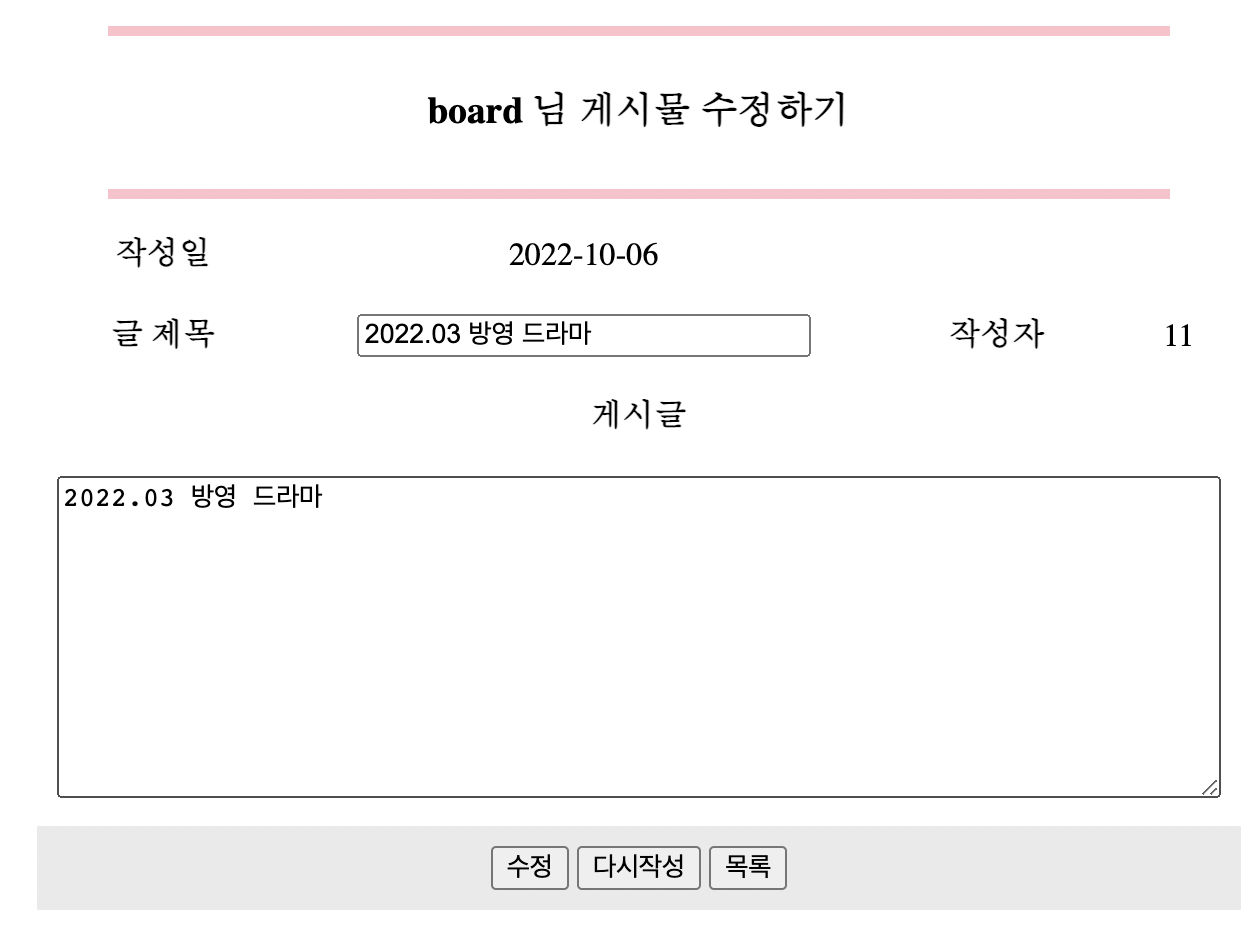 board 님 게시물 수정하기
작성일 2022-10-06
글 제목 2022.03 방영 드라마 작성자 11
게시글
2022.03 방영 드라마
수정 다시작성 목록